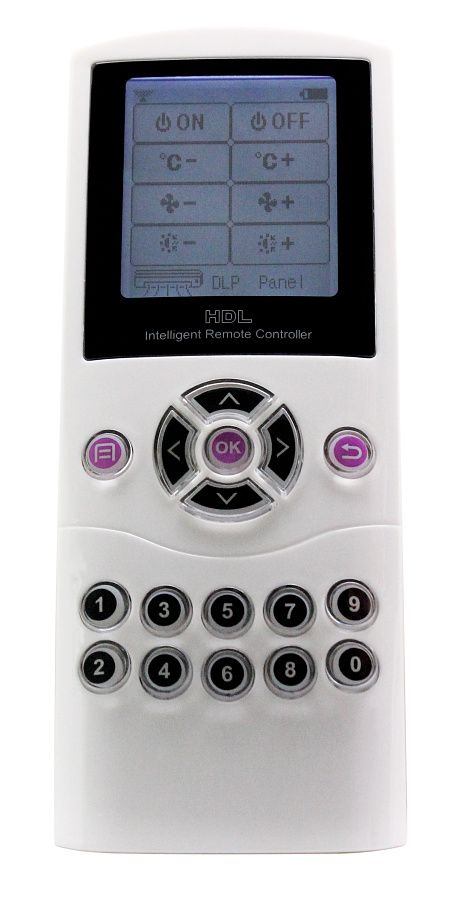 ON OFF
°C- °C+
- +
- +
DLP Panel
HDL
Intelligent Remote Controller
OK
1 3 5 7 9
2 4 6 8 0